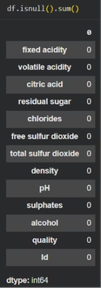 df.isnull().sum()
0
fixed acidity 0
volatile acidity 0
citric acid 0
residual sugar 0
chlorides 0
free sulfur dioxide 0
total sulfur dioxide 0
density 0
pH 0
sulphates 0
alcohol 0
quality 0
Id 0
dtype: int64